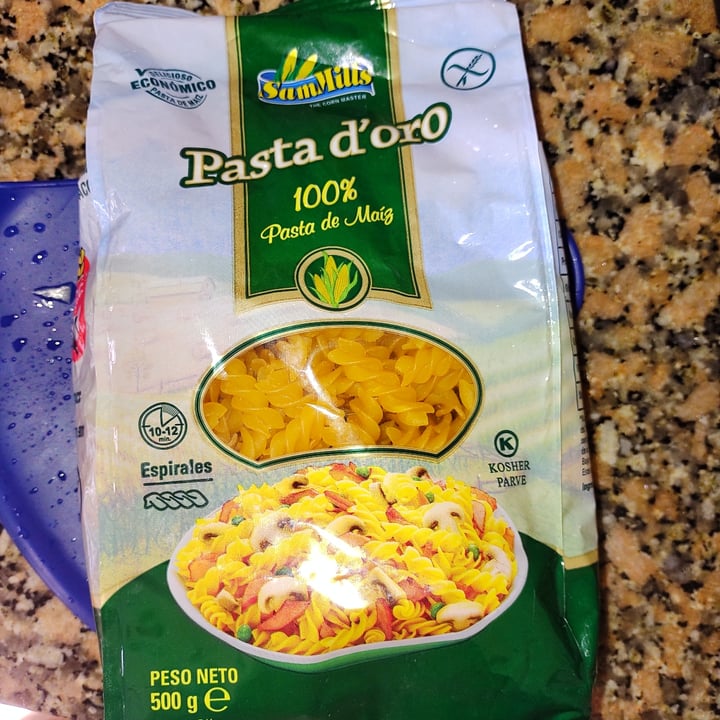 DELICIOSO
ECONÓMICO
PASTA DE MAÍZ
SamMills
THE CORN MASTER
Pasta d'oro
100%
Pasta de Maíz
10-12
min.
Espirales
K
KOSHER
PARVE
PESO NETO
500 g e